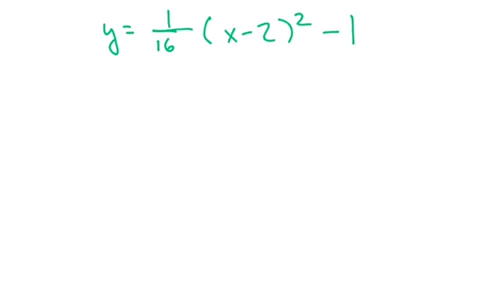 y = 1/16 (x-2)² - 1